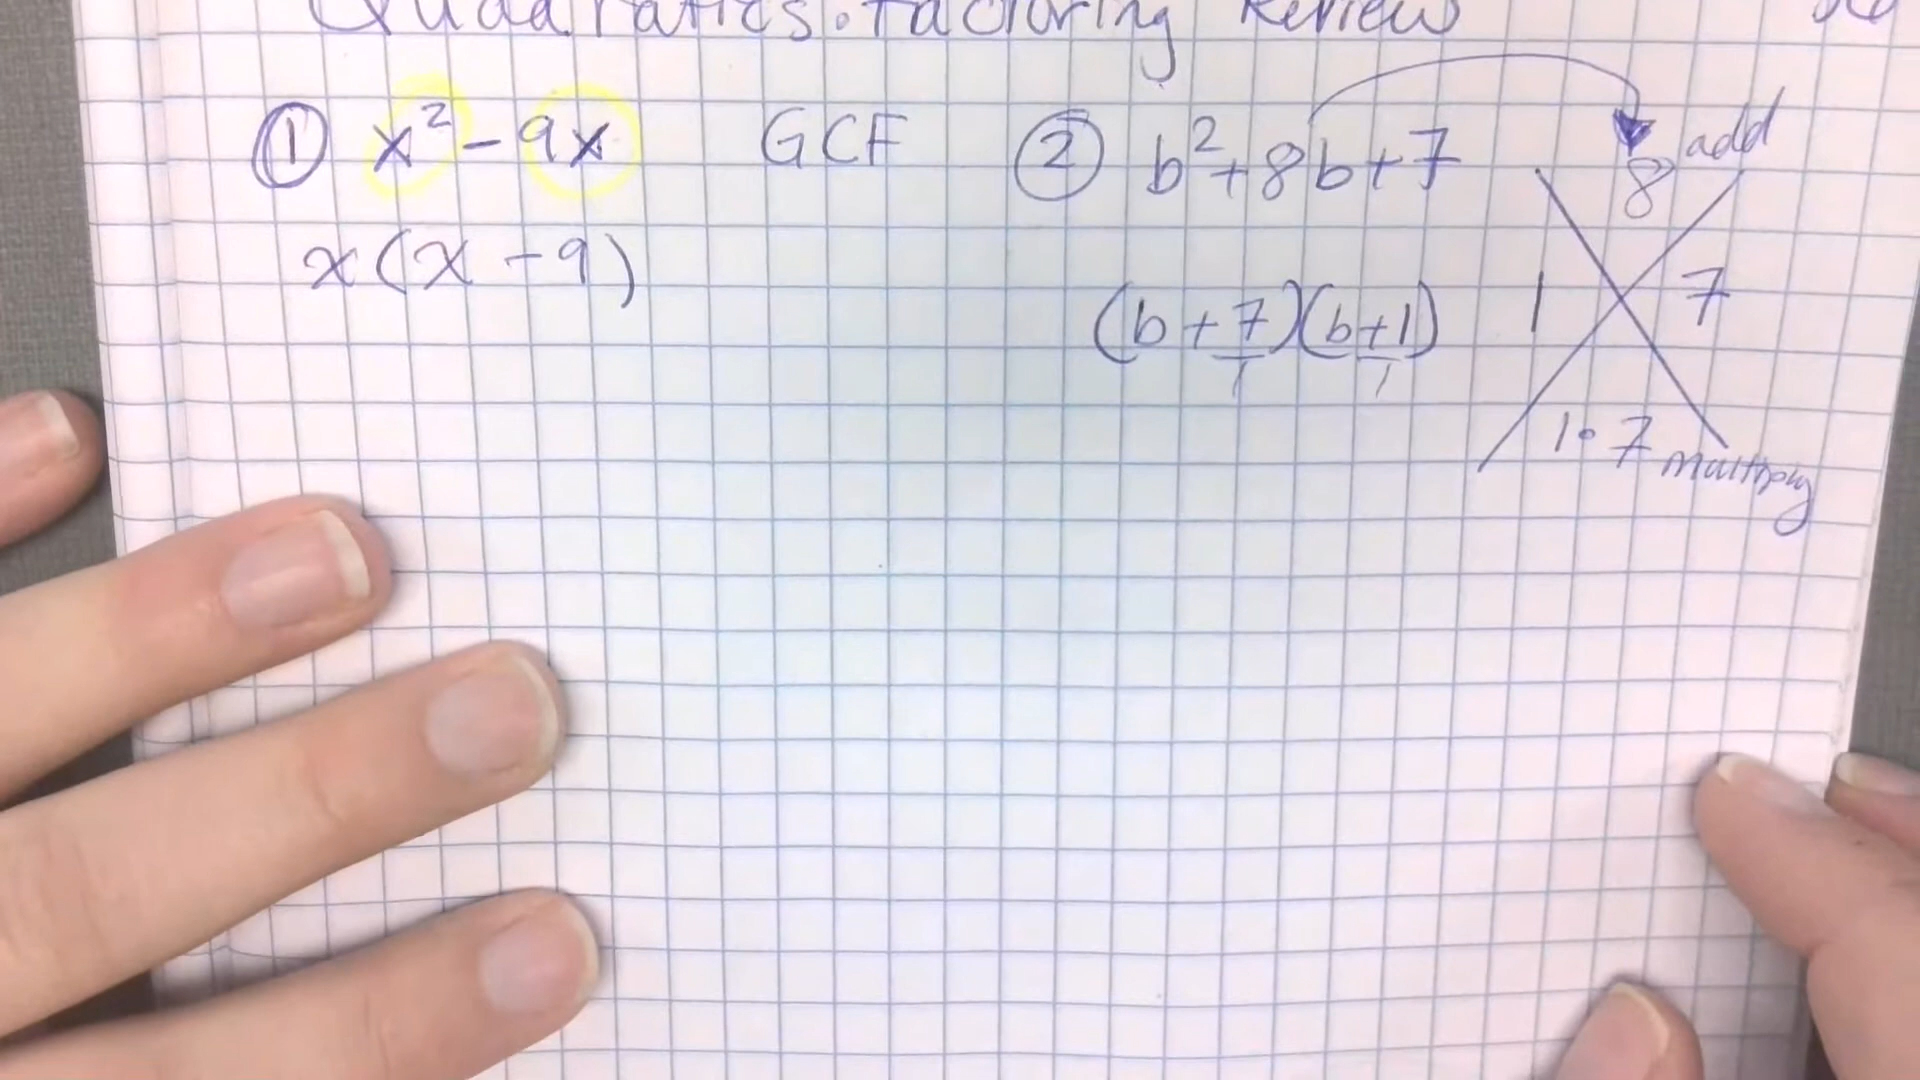 Quadratics: Factoring Review
① x² - 9x GCF
x(x - 9)
② b² + 8b + 7
(b + 7)(b + 1)
8 add
1 7
1 • 7 multiply